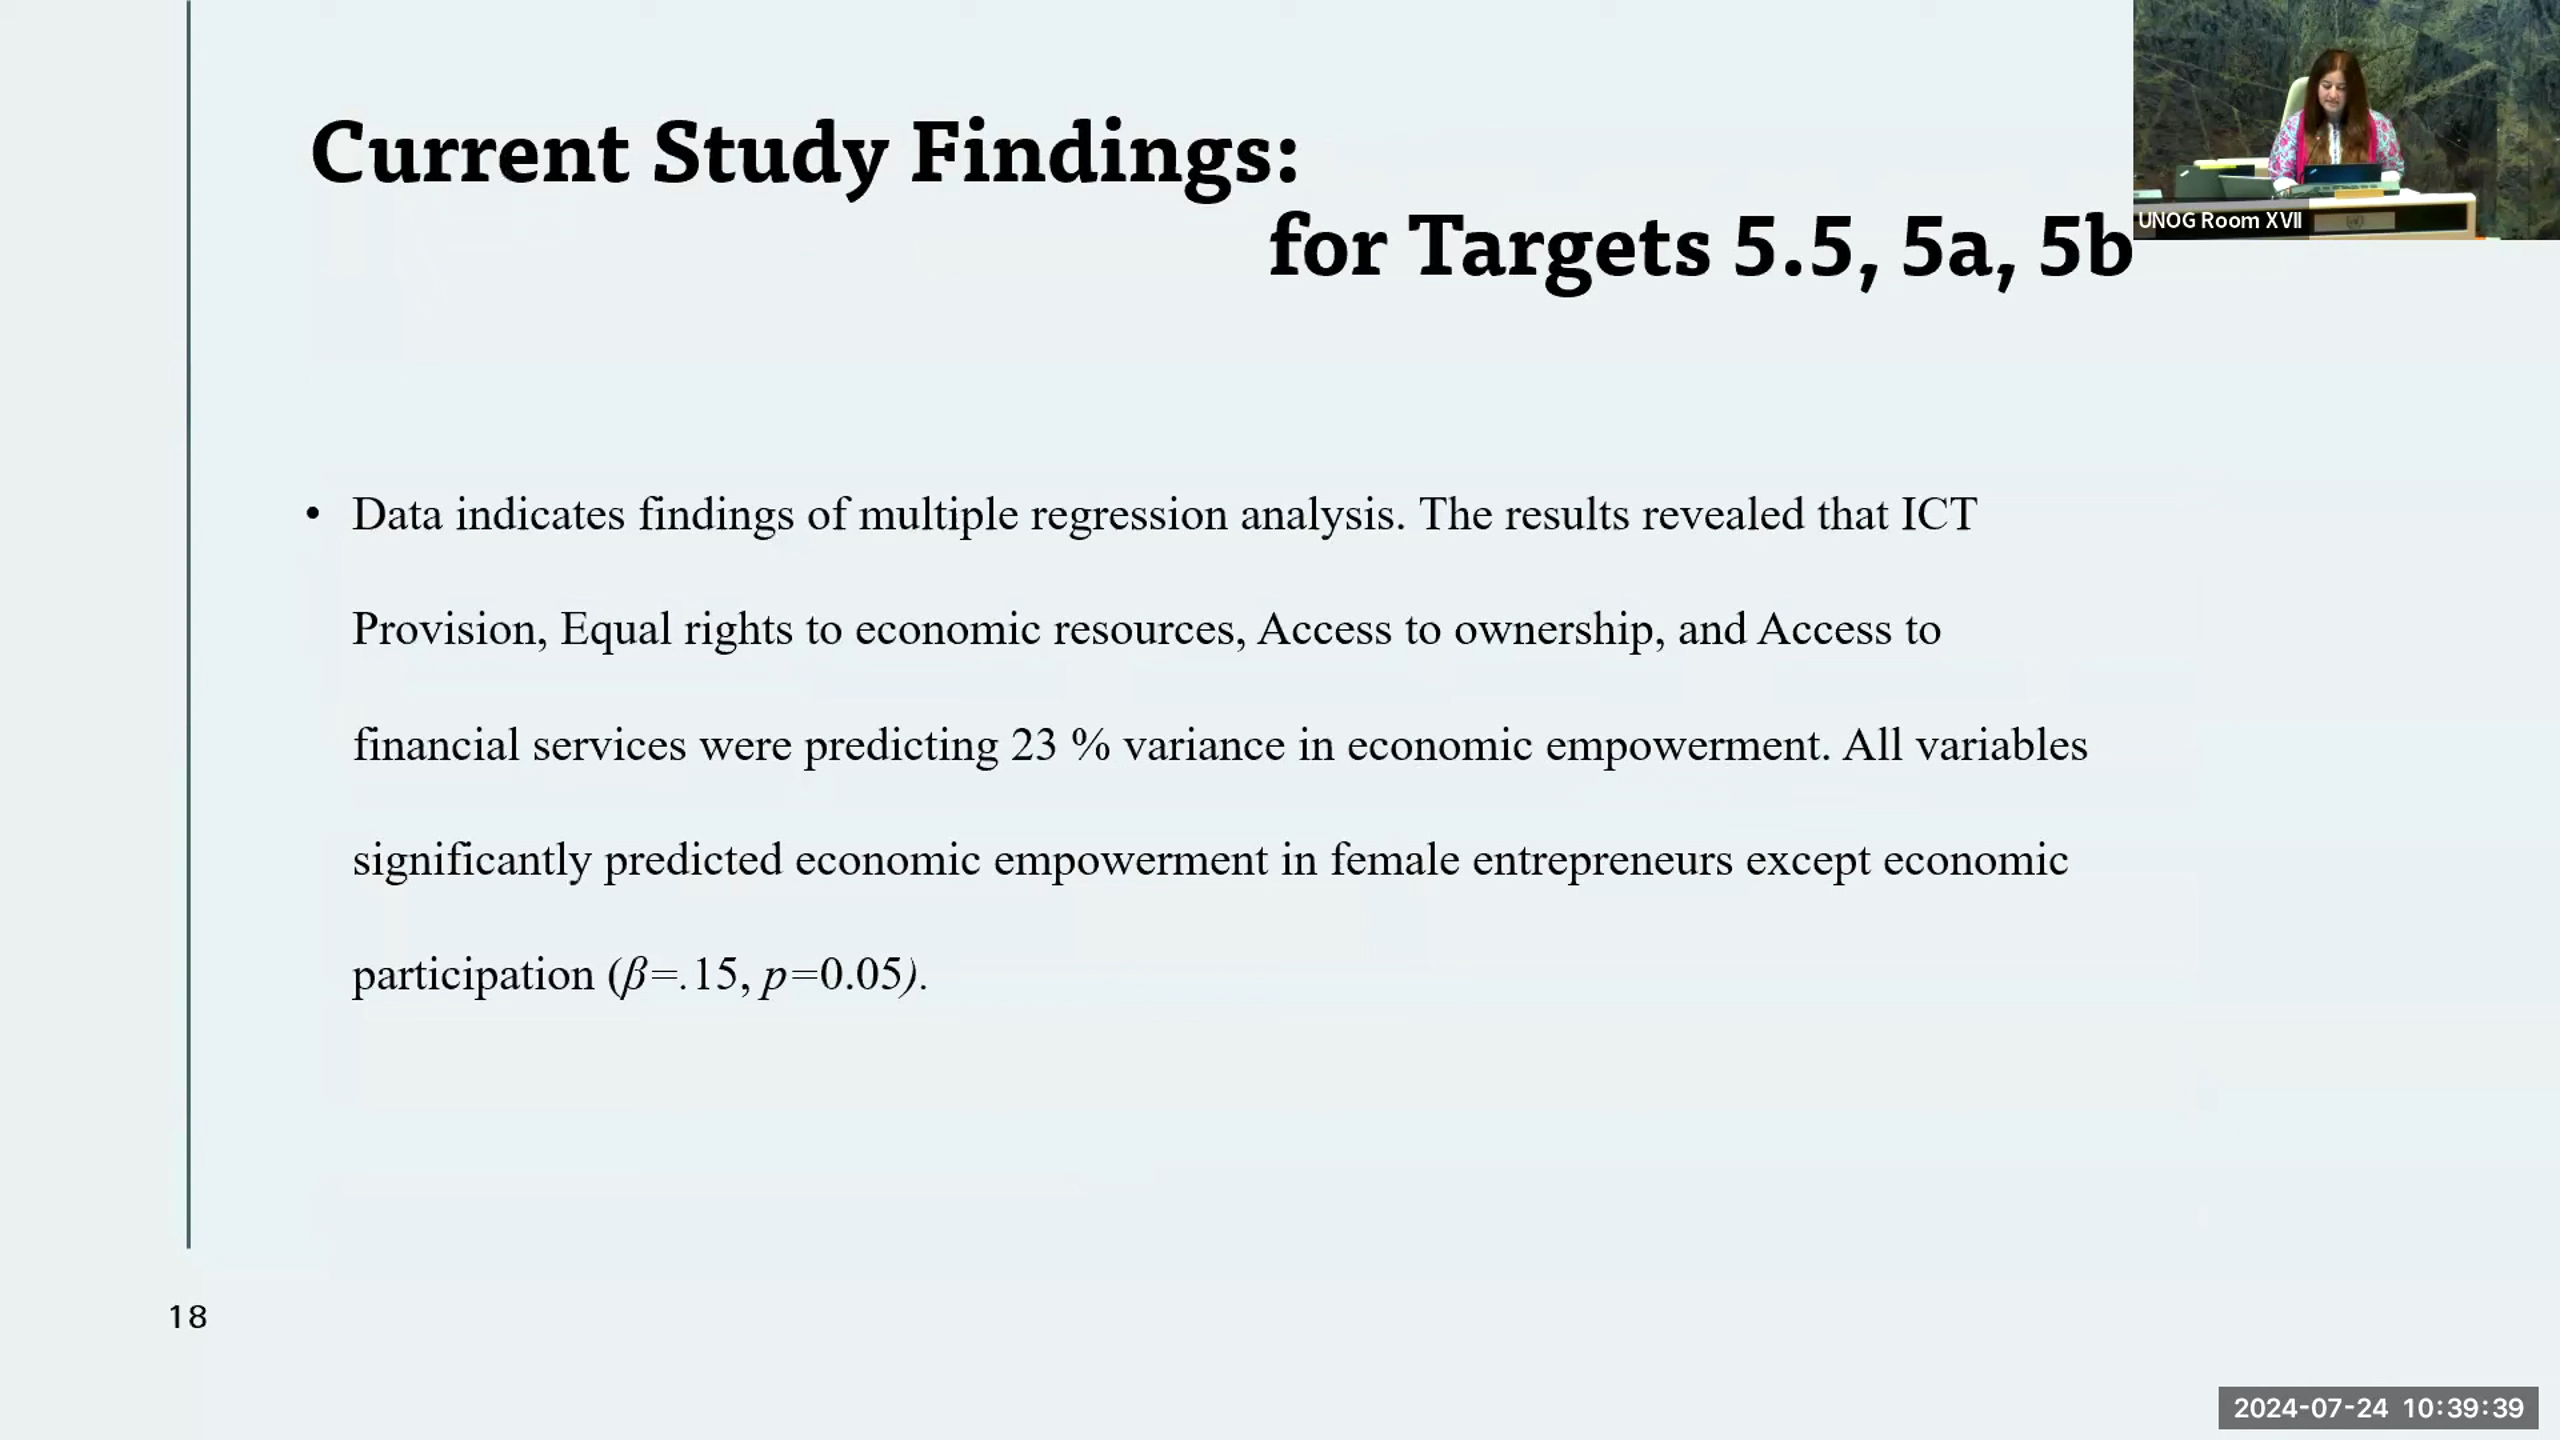 Current Study Findings:
for Targets 5.5, 5a, 5b
UNOG Room XVII
• Data indicates findings of multiple regression analysis. The results revealed that ICT
Provision, Equal rights to economic resources, Access to ownership, and Access to
financial services were predicting 23 % variance in economic empowerment. All variables
significantly predicted economic empowerment in female entrepreneurs except economic
participation (β=.15, p=0.05).
18
2024-07-24 10:39:39